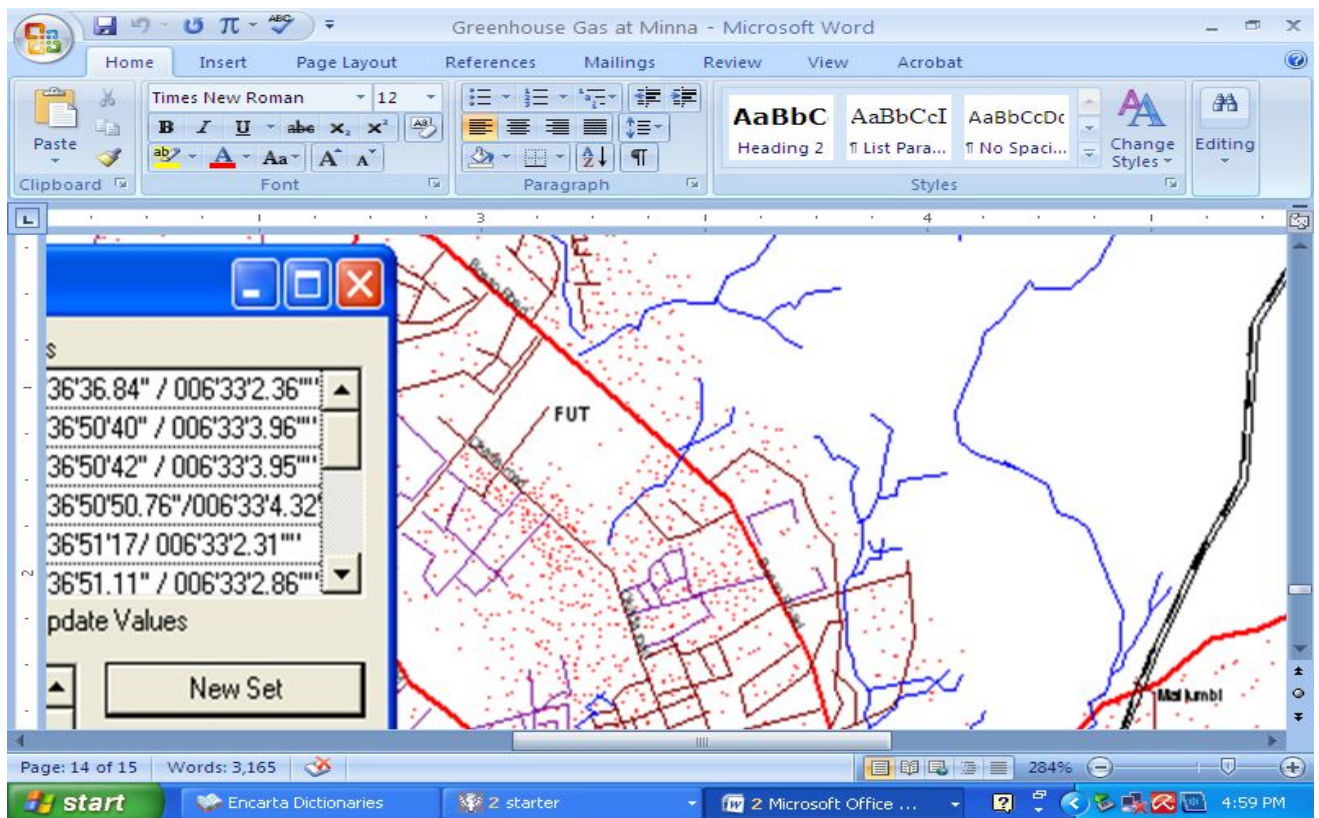 Greenhouse Gas at Minna - Microsoft Word
Home Insert Page Layout References Mailings Review View Acrobat
Times New Roman 12
AaBbC AaBbCcI AaBbCcDc
Paste
Heading 2 ¶ List Para... ¶ No Spaci...
Change Styles
Editing
Clipboard Font Paragraph Styles
3 4
s
36'36.84" / 006'33'2.36""
36'50'40" / 006'33'3.96""
36'50'42" / 006'33'3.95""
36'50'50.76"/006'33'4.32'
36'51'17/ 006'33'2.31""
36'51.11" / 006'33'2.86""
pdate Values
New Set
FUT
2
Page: 14 of 15 Words: 3,165 284%
start Encarta Dictionaries 2 starter 2 Microsoft Office ... 4:59 PM